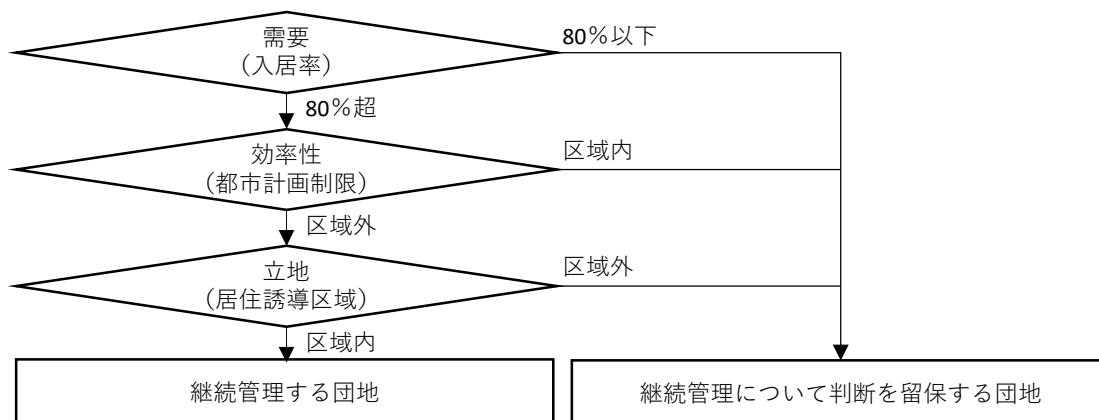 需要
（入居率）
80％以下
80％超
効率性
（都市計画制限）
区域内
区域外
立地
（居住誘導区域）
区域外
区域内
継続管理する団地
継続管理について判断を留保する団地